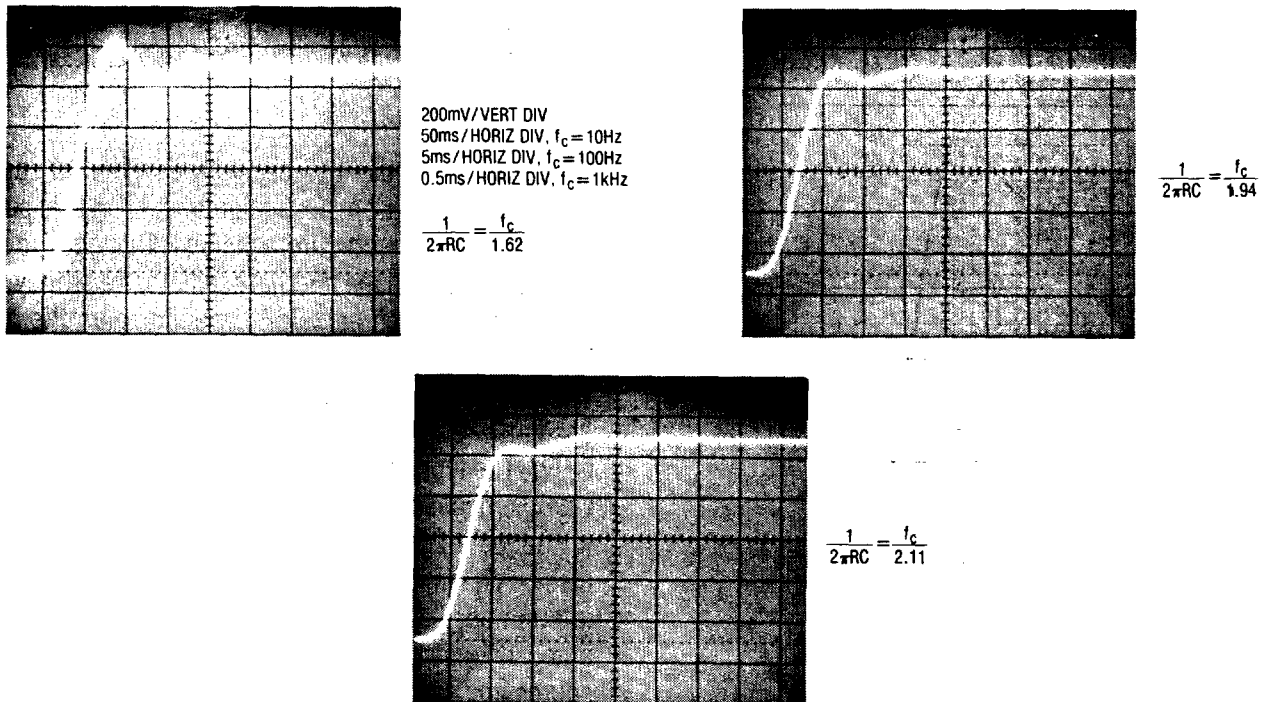 200mV/VERT DIV
50ms/HORIZ DIV, fc=10Hz
5ms/HORIZ DIV, fc=100Hz
0.5ms/HORIZ DIV, fc=1kHz
1/2πRC = fc/1.62
1/2πRC = fc/1.94
1/2πRC = fc/2.11